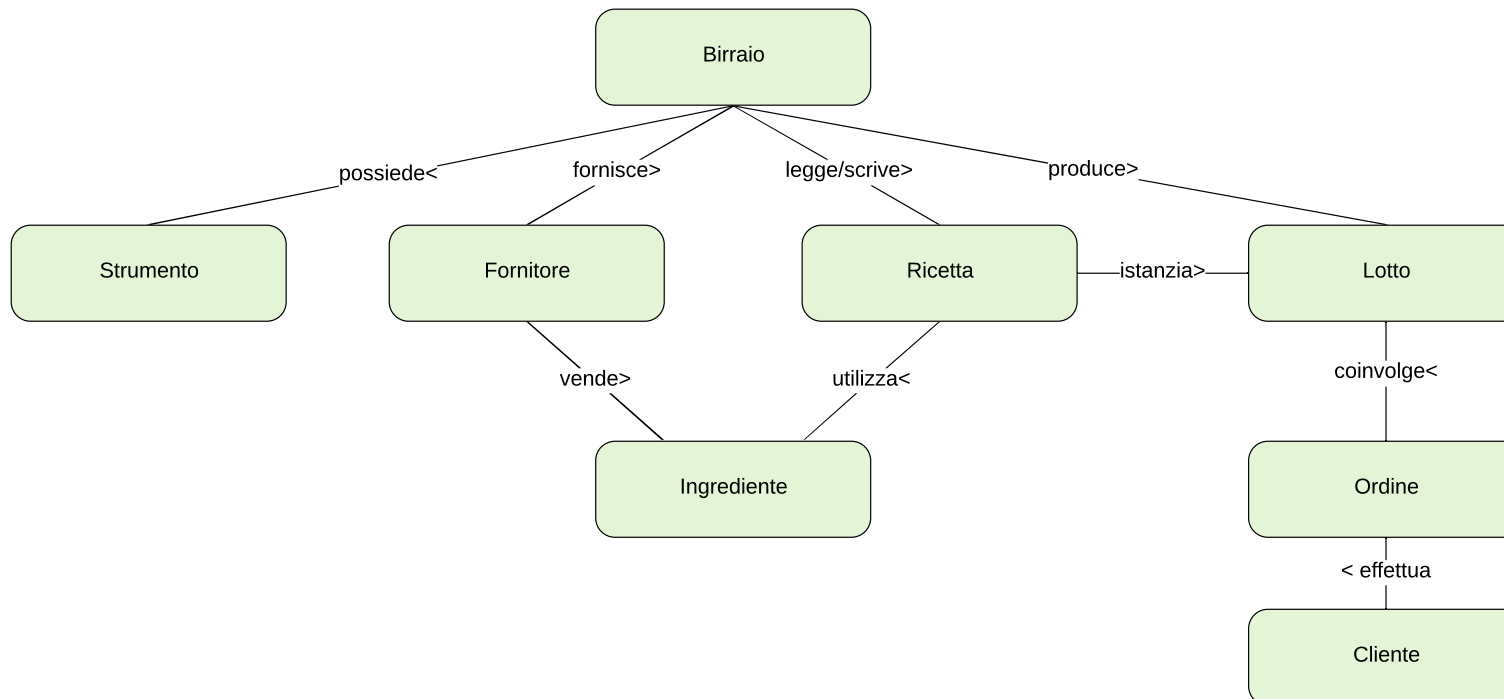 Birraio
possiede<
fornisce>
legge/scrive>
produce>
Strumento
Fornitore
Ricetta
istanzia>
Lotto
vende>
utilizza<
coinvolge<
Ingrediente
Ordine
< effettua
Cliente